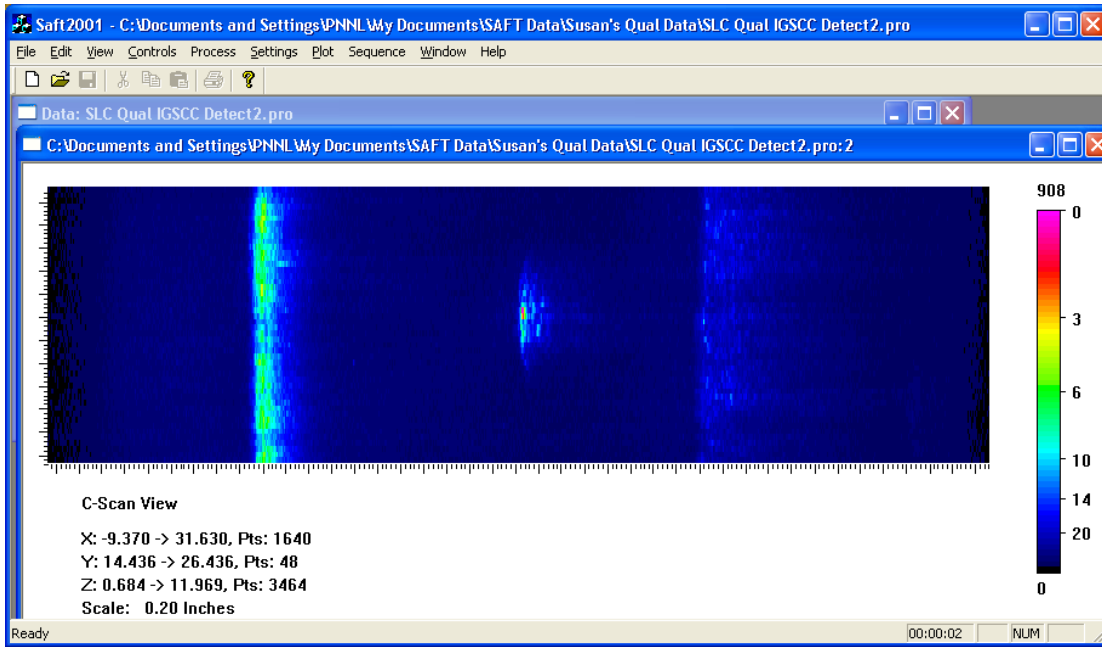 Saft2001 - C:\Documents and Settings\PNNL\My Documents\SAFT Data\Susan's Qual Data\SLC Qual IGSCC Detect2.pro
File Edit View Controls Process Settings Plot Sequence Window Help
Data: SLC Qual IGSCC Detect2.pro
C:\Documents and Settings\PNNL\My Documents\SAFT Data\Susan's Qual Data\SLC Qual IGSCC Detect2.pro:2
908
0
3
6
10
14
20
0
C-Scan View
X: -9.370 -> 31.630, Pts: 1640
Y: 14.436 -> 26.436, Pts: 48
Z: 0.684 -> 11.969, Pts: 3464
Scale: 0.20 Inches
Ready 00:00:02 NUM